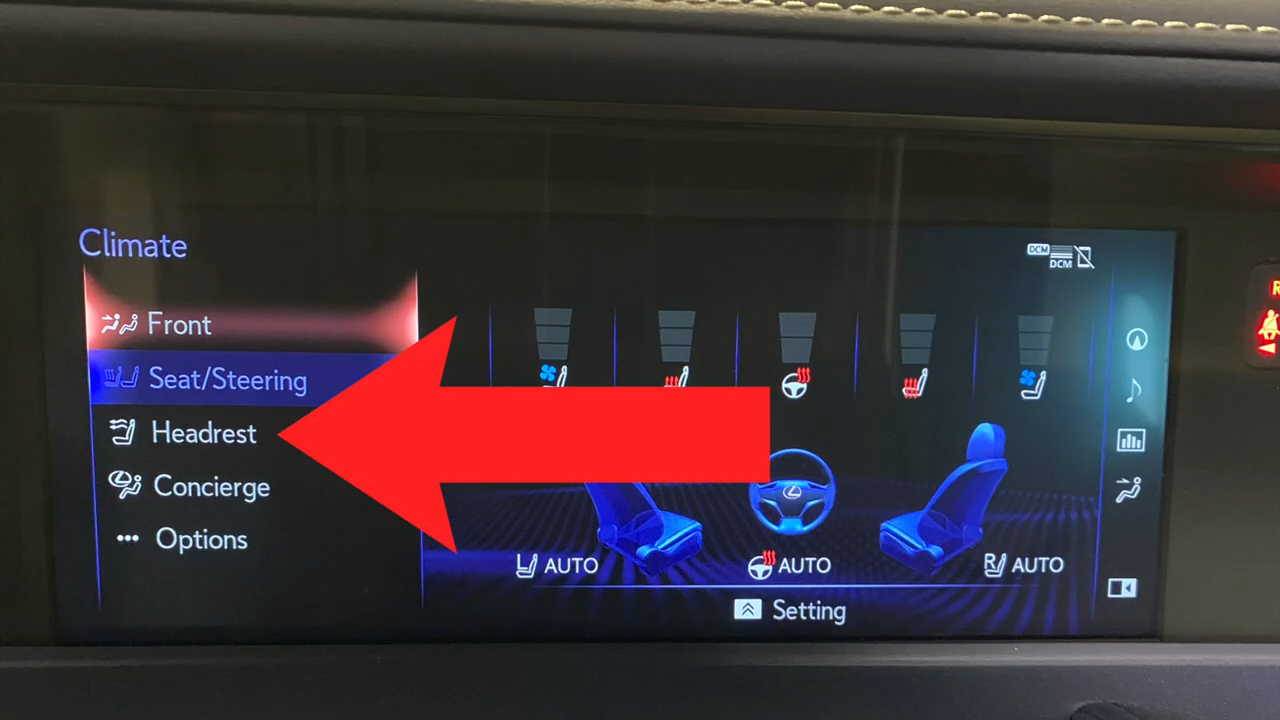 Climate
DCM
DCM
Front
Seat/Steering
Headrest
Concierge
Options
L AUTO
AUTO
R AUTO
Setting
R